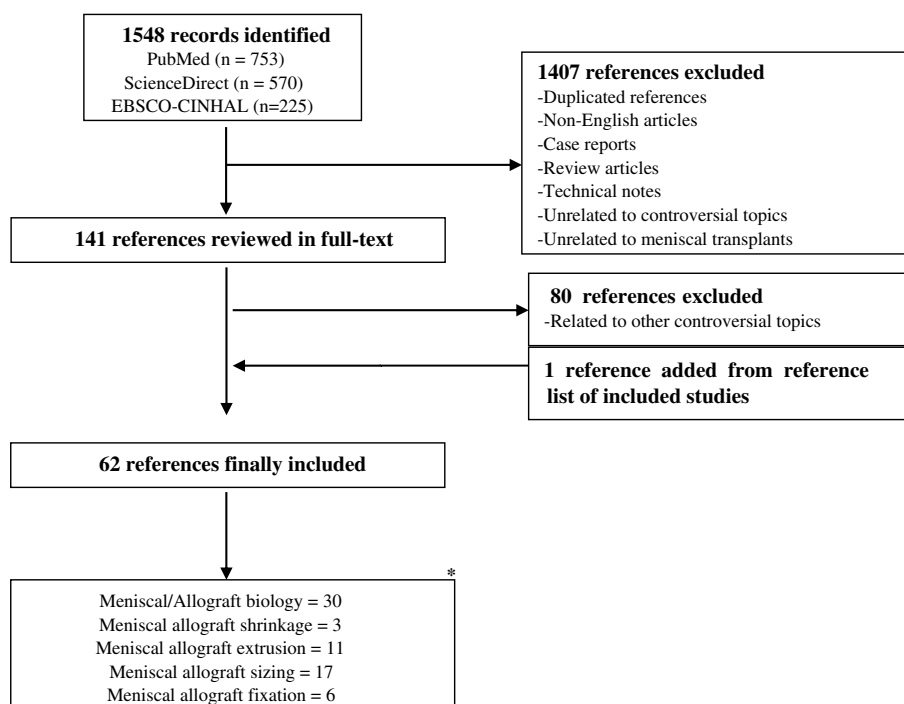 1548 records identified
PubMed (n = 753)
ScienceDirect (n = 570)
EBSCO-CINHAL (n=225)
1407 references excluded
-Duplicated references
-Non-English articles
-Case reports
-Review articles
-Technical notes
-Unrelated to controversial topics
-Unrelated to meniscal transplants
141 references reviewed in full-text
80 references excluded
-Related to other controversial topics
1 reference added from reference
list of included studies
62 references finally included
*
Meniscal/Allograft biology = 30
Meniscal allograft shrinkage = 3
Meniscal allograft extrusion = 11
Meniscal allograft sizing = 17
Meniscal allograft fixation = 6